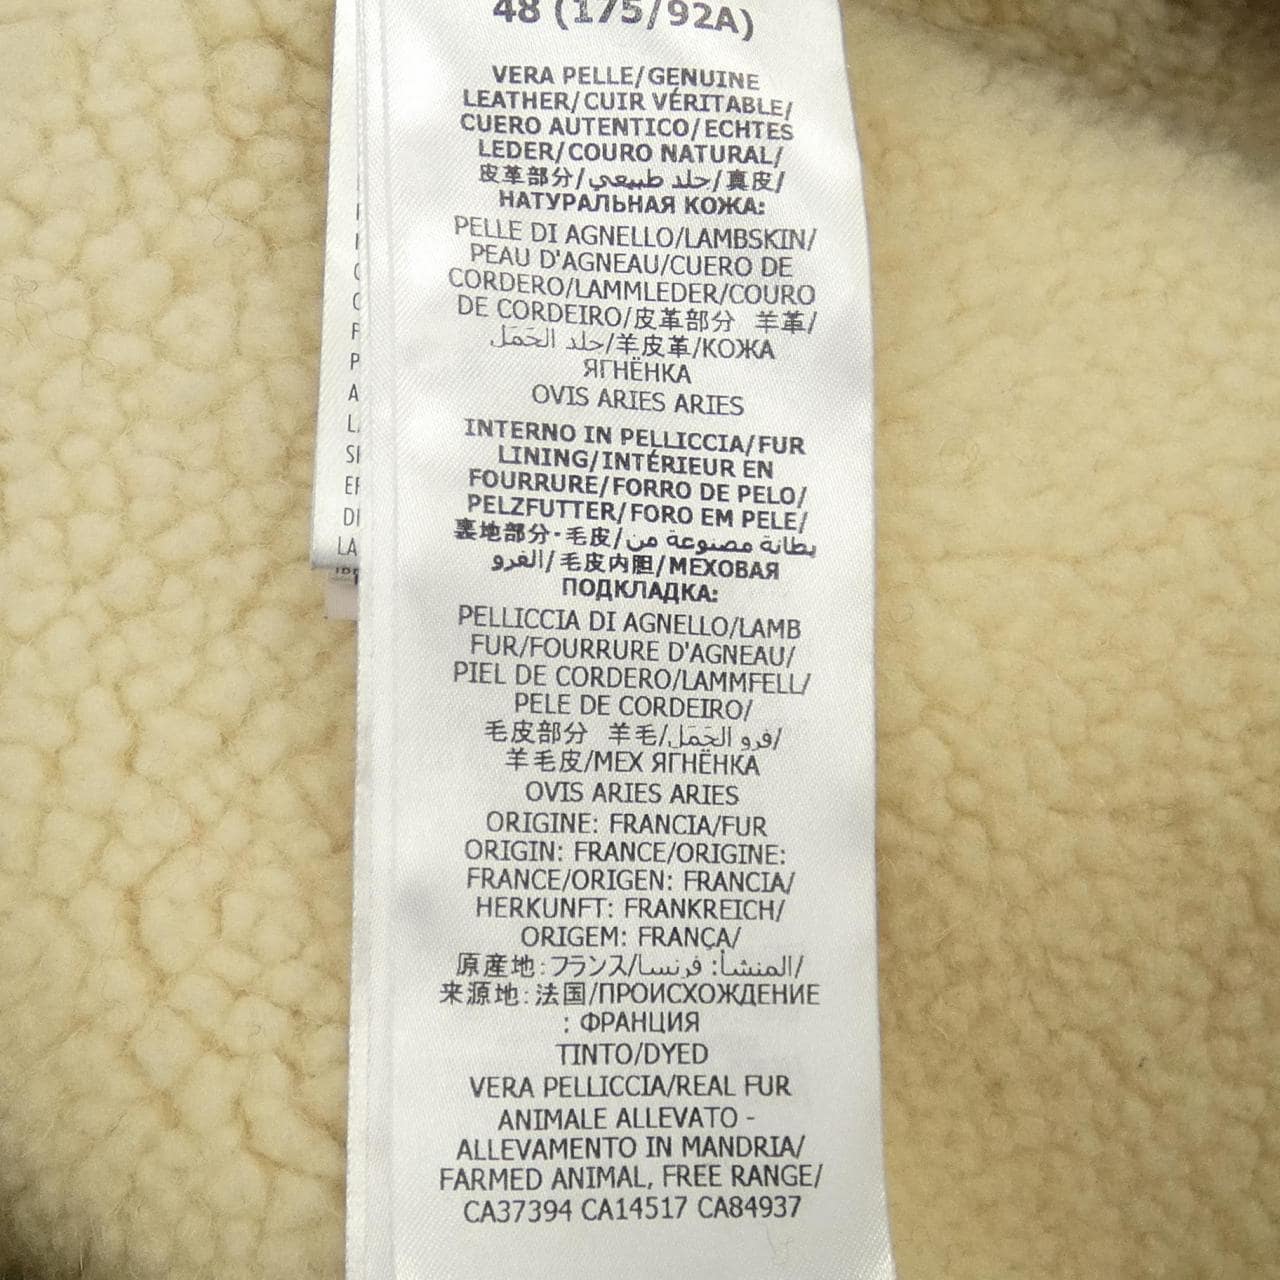 48 (175/92A)
VERA PELLE/GENUINE
LEATHER/CUIR VÉRITABLE/
CUERO AUTENTICO/ECHTES
LEDER/COURO NATURAL/
皮革部分/جلد طبيعي/真皮/
НАТУРАЛЬНАЯ КОЖА:
PELLE DI AGNELLO/LAMBSKIN/
PEAU D'AGNEAU/CUERO DE
CORDERO/LAMMLEDER/COURO
DE CORDEIRO/皮革部分 羊革/
جلد الحَمَل/羊皮革/КОЖА
ЯГНЁНКА
OVIS ARIES ARIES
INTERNO IN PELLICCIA/FUR
LINING/INTÉRIEUR EN
FOURRURE/FORRO DE PELO/
PELZFUTTER/FORO EM PELE/
裏地部分·毛皮/بطانة مصنوعة من
الفرو/毛皮内胆/МЕХОВАЯ
ПОДКЛАДКА:
PELLICCIA DI AGNELLO/LAMB
FUR/FOURRURE D'AGNEAU/
PIEL DE CORDERO/LAMMFELL/
PELE DE CORDEIRO/
毛皮部分 羊毛/فرو الحَمَل/
羊毛皮/МЕХ ЯГНЁНКА
OVIS ARIES ARIES
ORIGINE: FRANCIA/FUR
ORIGIN: FRANCE/ORIGINE:
FRANCE/ORIGEN: FRANCIA/
HERKUNFT: FRANKREICH/
ORIGEM: FRANÇA/
原産地:フランス/المنشأ: فرنسا/
来源地:法国/ПРОИСХОЖДЕНИЕ
: ФРАНЦИЯ
TINTO/DYED
VERA PELLICCIA/REAL FUR
ANIMALE ALLEVATO -
ALLEVAMENTO IN MANDRIA/
FARMED ANIMAL, FREE RANGE/
CA37394 CA14517 CA84937